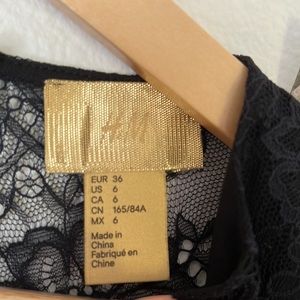 H&M
EUR 36
US 6
CA 6
CN 165/84A
MX 6
Made in
China
Fabriqué en
Chine